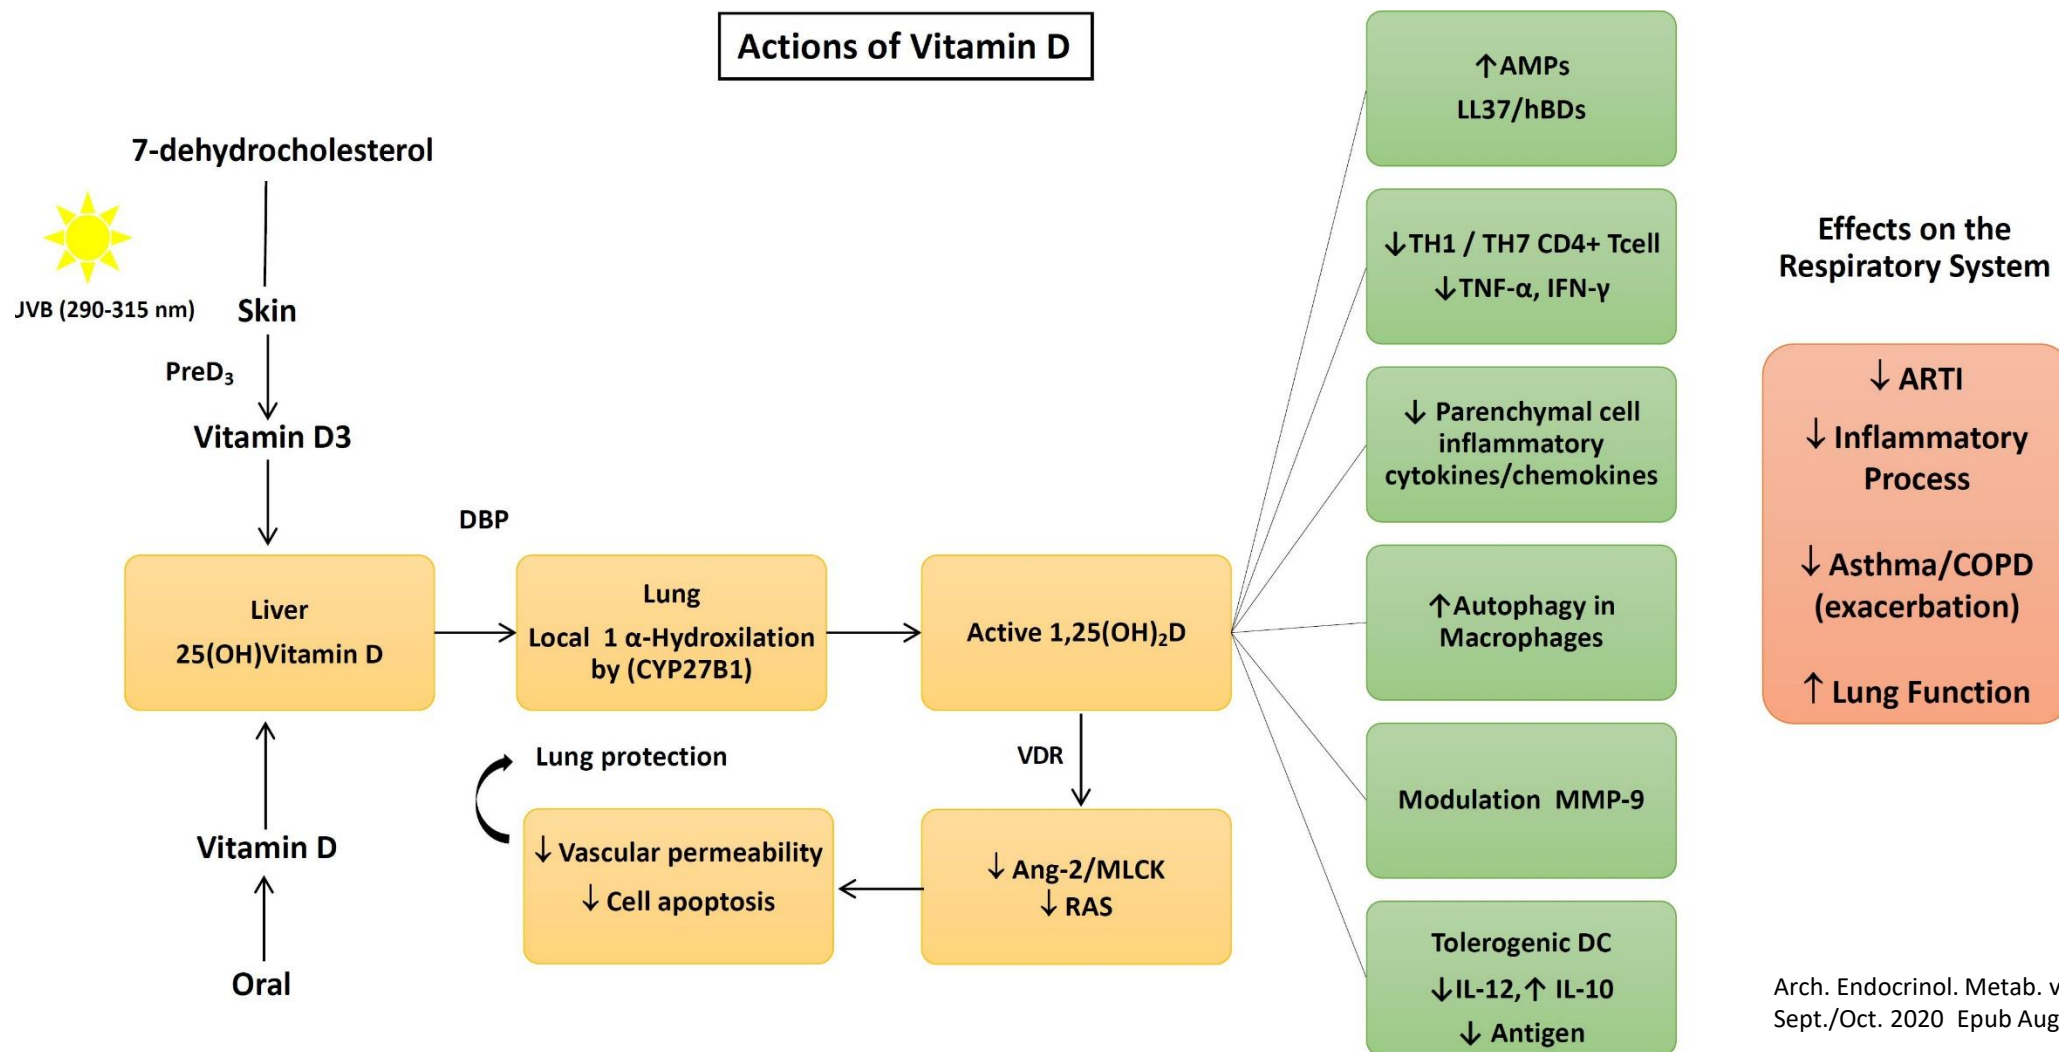 Actions of Vitamin D
7-dehydrocholesterol
JVB (290-315 nm)
Skin
PreD₃
Vitamin D3
DBP
Liver
25(OH)Vitamin D
Lung
Local 1 α-Hydroxilation
by (CYP27B1)
Active 1,25(OH)₂D
VDR
Lung protection
↓ Vascular permeability
↓ Cell apoptosis
↓ Ang-2/MLCK
↓ RAS
Vitamin D
Oral
↑AMPs
LL37/hBDs
↓TH1 / TH7 CD4+ Tcell
↓TNF-α, IFN-γ
↓ Parenchymal cell
inflammatory
cytokines/chemokines
↑Autophagy in
Macrophages
Modulation MMP-9
Tolerogenic DC
↓IL-12,↑ IL-10
↓ Antigen
Effects on the
Respiratory System
↓ ARTI
↓ Inflammatory
Process
↓ Asthma/COPD
(exacerbation)
↑ Lung Function
Arch. Endocrinol. Metab. v
Sept./Oct. 2020 Epub Aug